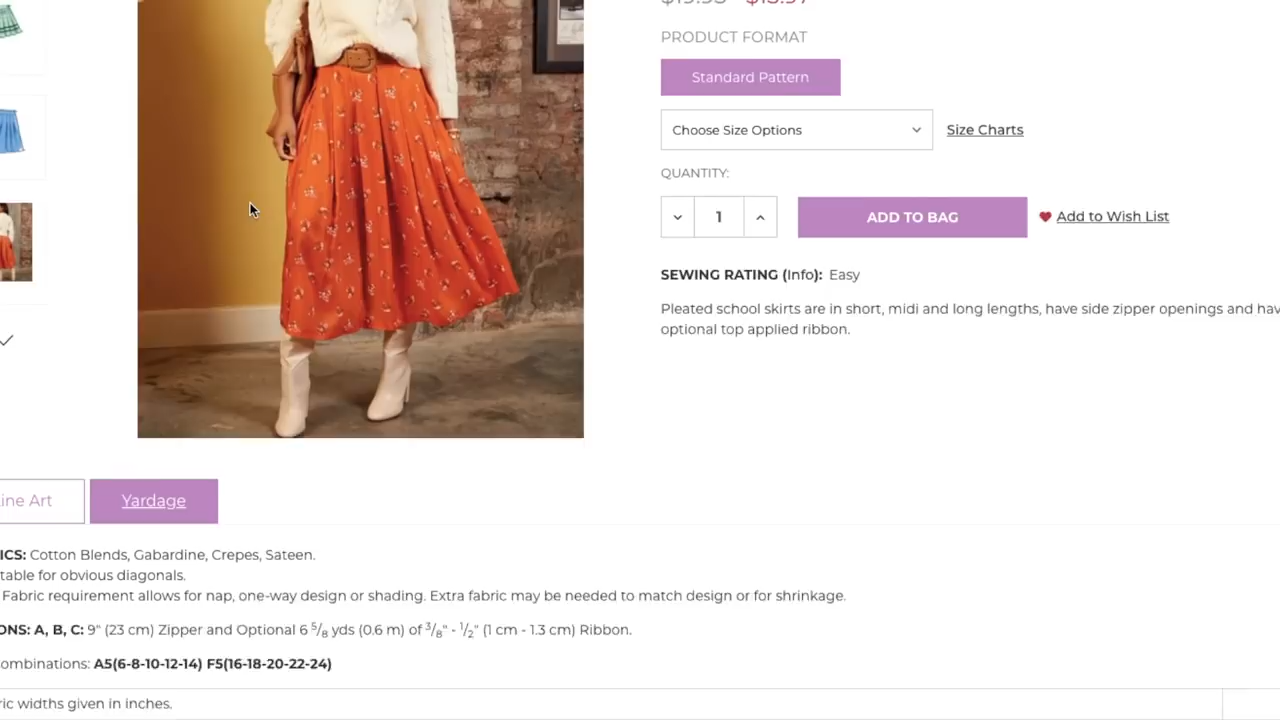 PRODUCT FORMAT
Standard Pattern
Choose Size Options
Size Charts
QUANTITY:
1
ADD TO BAG
Add to Wish List
SEWING RATING (Info): Easy
Pleated school skirts are in short, midi and long lengths, have side zipper openings and hav
optional top applied ribbon.
ine Art
Yardage
ICS: Cotton Blends, Gabardine, Crepes, Sateen.
table for obvious diagonals.
Fabric requirement allows for nap, one-way design or shading. Extra fabric may be needed to match design or for shrinkage.
ONS: A, B, C: 9" (23 cm) Zipper and Optional 6 5/8 yds (0.6 m) of 3/8" - 1/2" (1 cm - 1.3 cm) Ribbon.
ombinations: A5(6-8-10-12-14) F5(16-18-20-22-24)
ric widths given in inches.